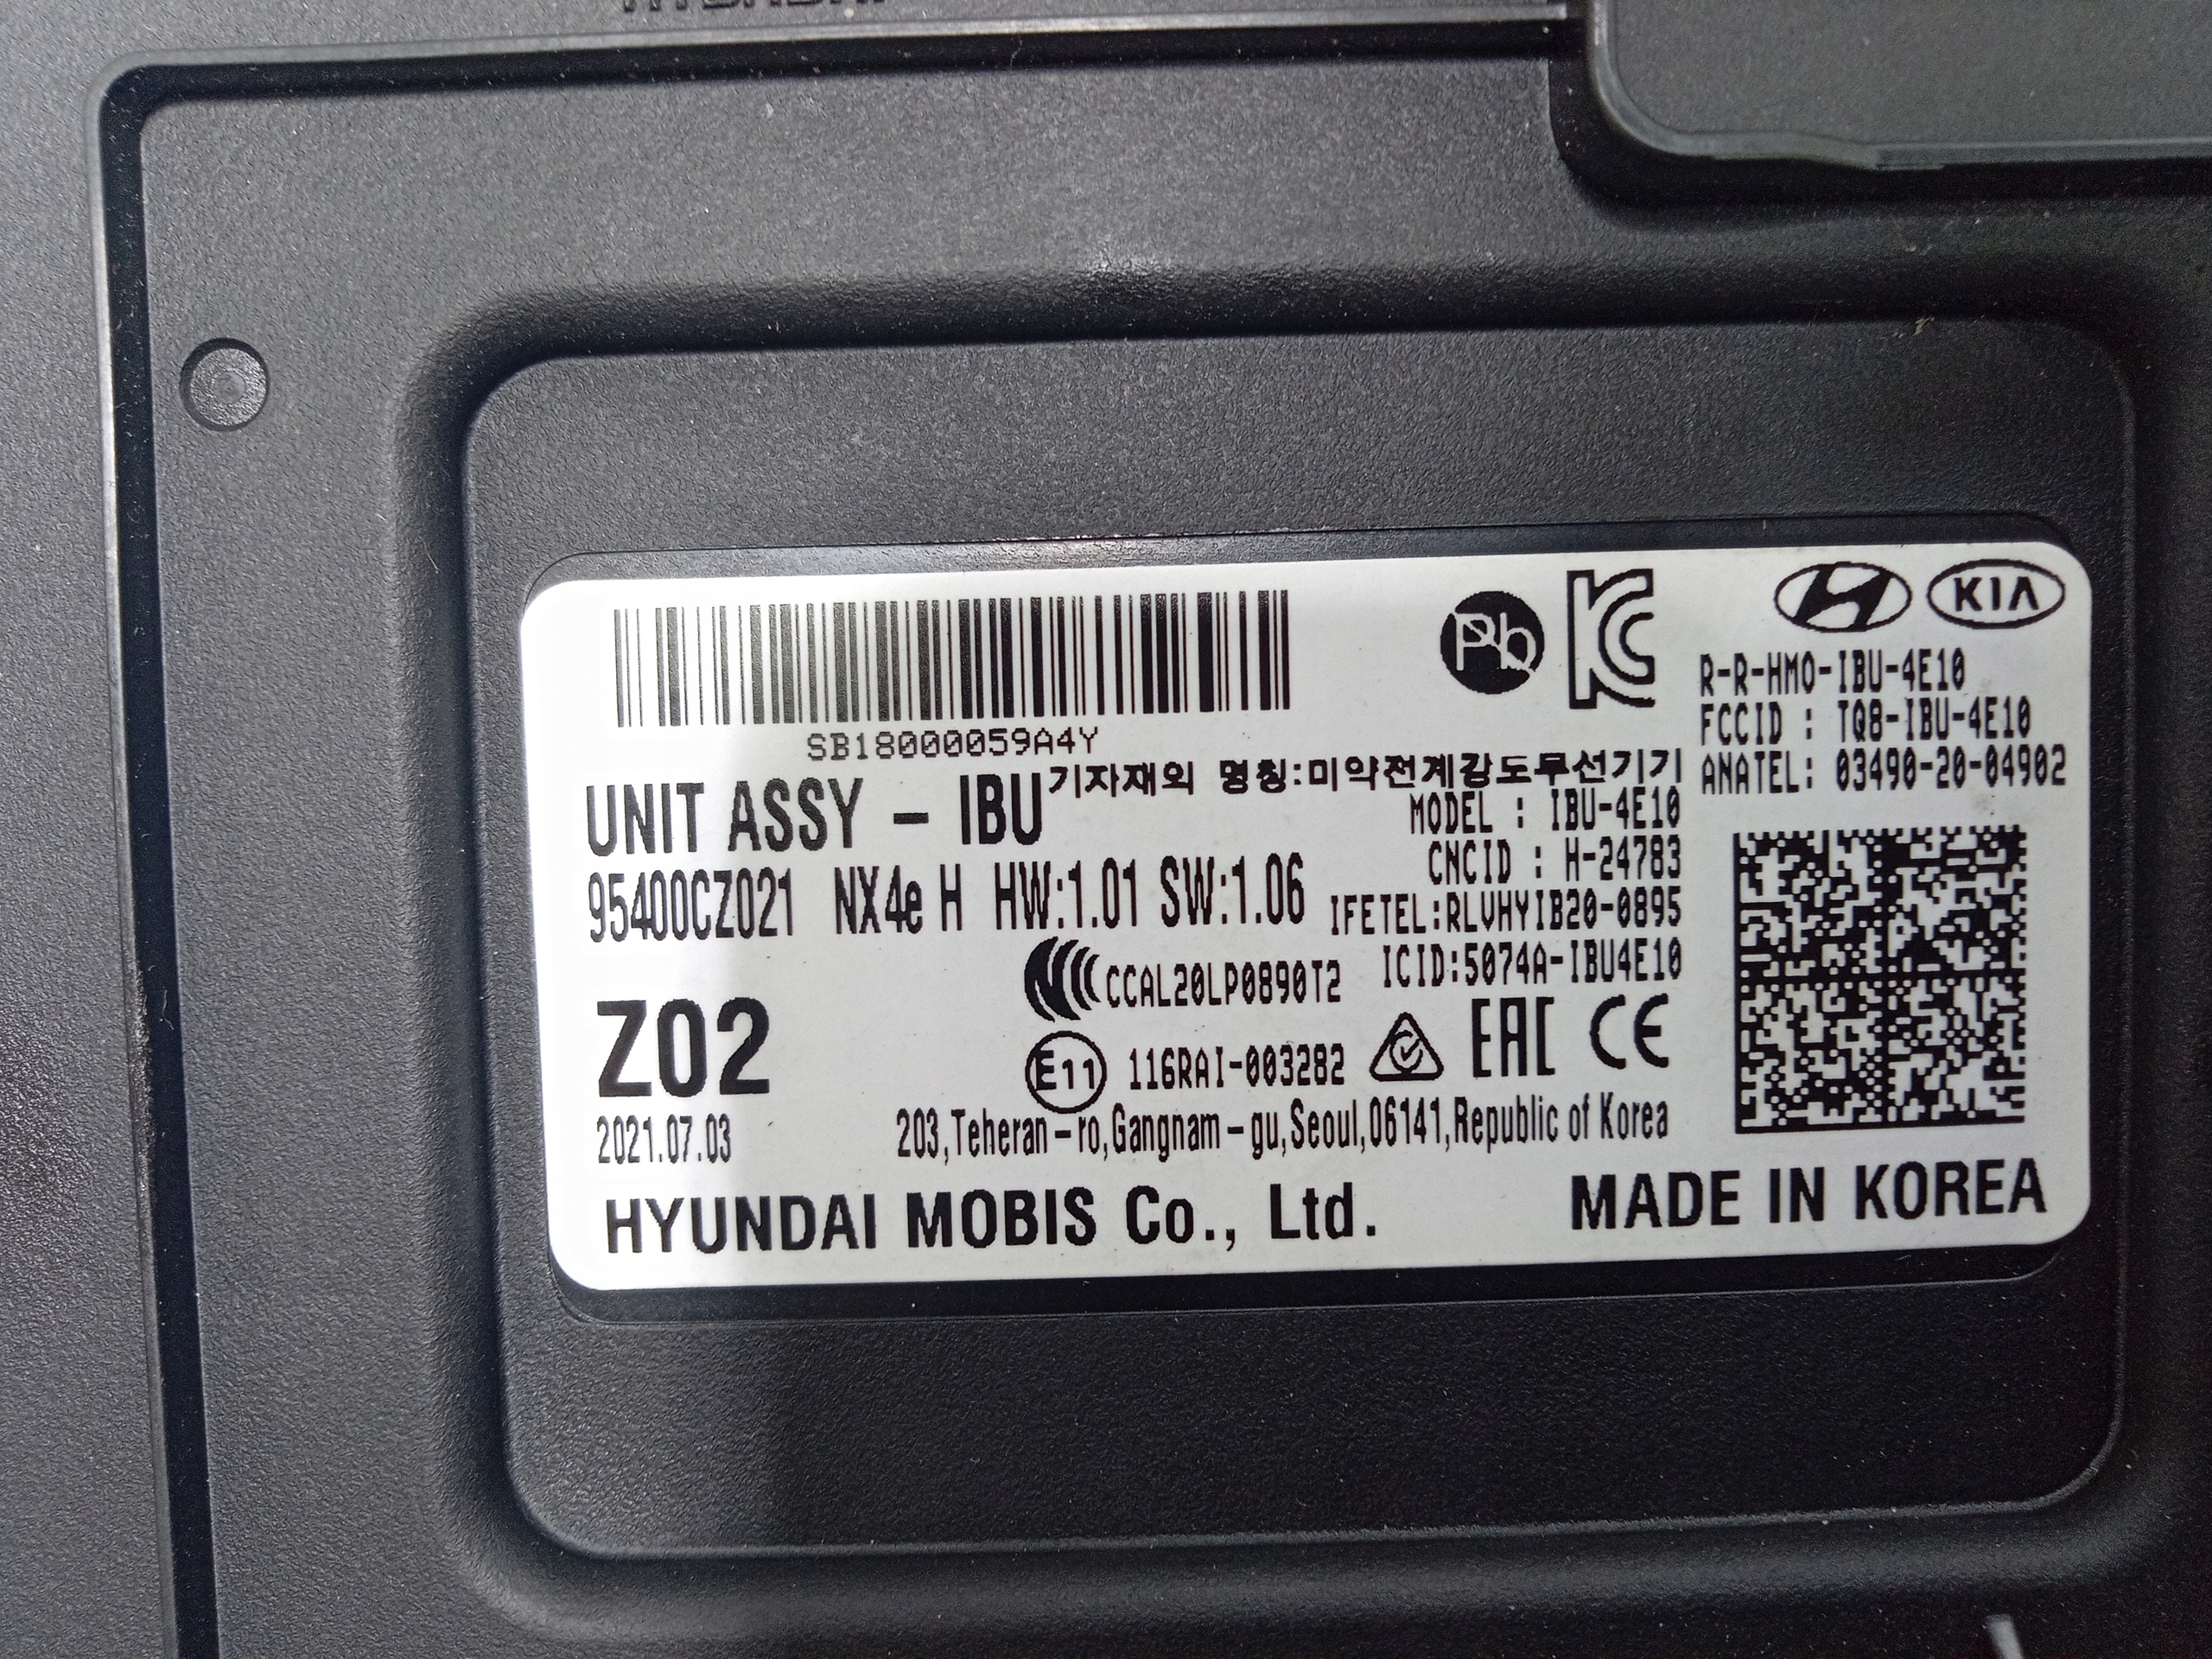 Pb
KIA
R-R-HMO-IBU-4E10
FCCID : TQ8-IBU-4E10
ANATEL: 03490-20-04902
SB18000059A4Y
기자재의 명칭:미약전계강도무선기기
UNIT ASSY - IBU
MODEL : IBU-4E10
CNCID : H-24783
95400CZ021 NX4e H HW:1.01 SW:1.06
IFETEL:RLVHYIB20-0895
ICID:5074A-IBU4E10
CCAL20LP0890T2
Z02
E11 116RAI-003282
EAC CE
2021.07.03
203,Teheran-ro,Gangnam-gu,Seoul,06141,Republic of Korea
HYUNDAI MOBIS Co., Ltd.
MADE IN KOREA